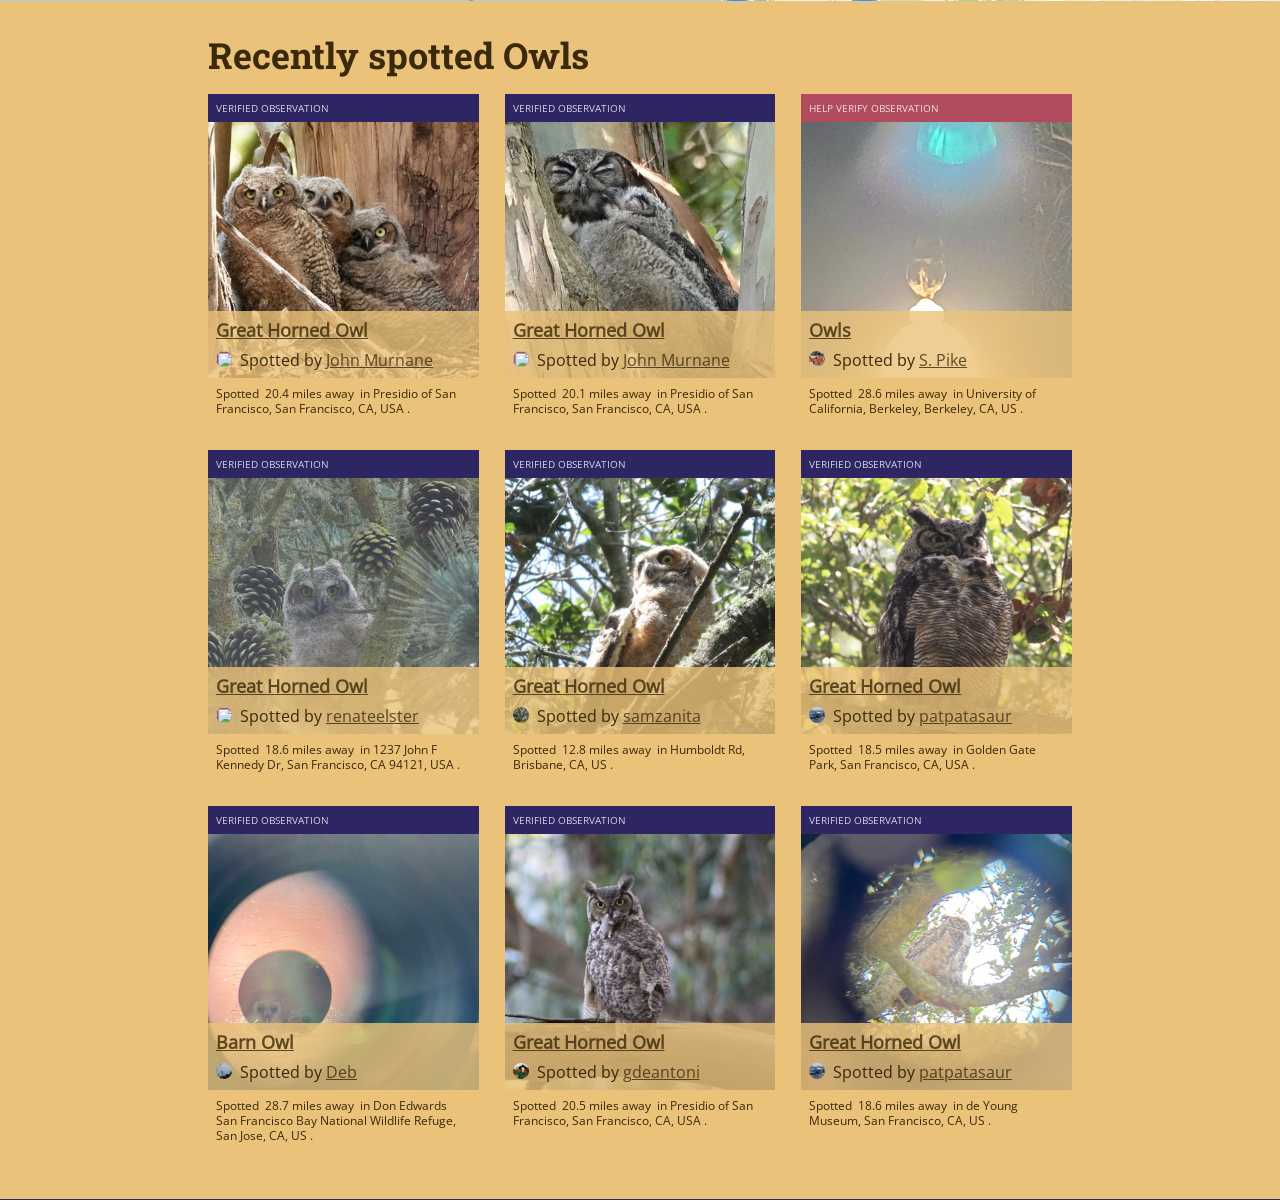 Recently spotted Owls
VERIFIED OBSERVATION
Great Horned Owl
Spotted by John Murnane
Spotted 20.4 miles away in Presidio of San
Francisco, San Francisco, CA, USA .
VERIFIED OBSERVATION
Great Horned Owl
Spotted by John Murnane
Spotted 20.1 miles away in Presidio of San
Francisco, San Francisco, CA, USA .
HELP VERIFY OBSERVATION
Owls
Spotted by S. Pike
Spotted 28.6 miles away in University of
California, Berkeley, Berkeley, CA, US .
VERIFIED OBSERVATION
Great Horned Owl
Spotted by renateelster
Spotted 18.6 miles away in 1237 John F
Kennedy Dr, San Francisco, CA 94121, USA .
VERIFIED OBSERVATION
Great Horned Owl
Spotted by samzanita
Spotted 12.8 miles away in Humboldt Rd,
Brisbane, CA, US .
VERIFIED OBSERVATION
Great Horned Owl
Spotted by patpatasaur
Spotted 18.5 miles away in Golden Gate
Park, San Francisco, CA, USA .
VERIFIED OBSERVATION
Barn Owl
Spotted by Deb
Spotted 28.7 miles away in Don Edwards
San Francisco Bay National Wildlife Refuge,
San Jose, CA, US .
VERIFIED OBSERVATION
Great Horned Owl
Spotted by gdeantoni
Spotted 20.5 miles away in Presidio of San
Francisco, San Francisco, CA, USA .
VERIFIED OBSERVATION
Great Horned Owl
Spotted by patpatasaur
Spotted 18.6 miles away in de Young
Museum, San Francisco, CA, US .